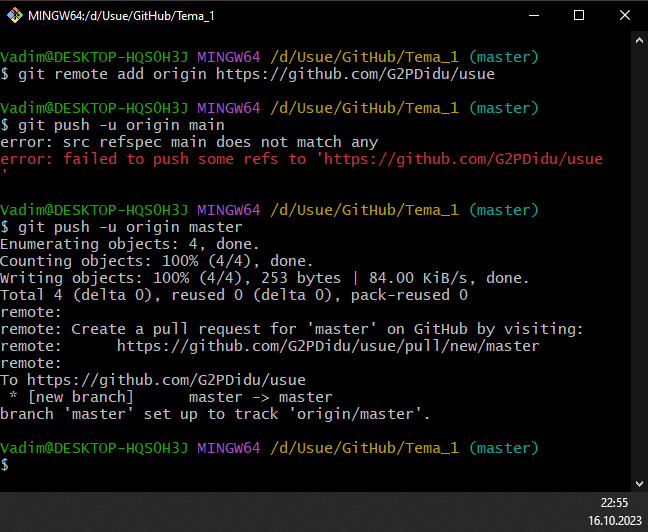 MINGW64:/d/Usue/GitHub/Tema_1
Vadim@DESKTOP-HQSOH3J MINGW64 /d/Usue/GitHub/Tema_1 (master)
$ git remote add origin https://github.com/G2PDidu/usue
Vadim@DESKTOP-HQSOH3J MINGW64 /d/Usue/GitHub/Tema_1 (master)
$ git push -u origin main
error: src refspec main does not match any
error: failed to push some refs to 'https://github.com/G2PDidu/usue
'
Vadim@DESKTOP-HQSOH3J MINGW64 /d/Usue/GitHub/Tema_1 (master)
$ git push -u origin master
Enumerating objects: 4, done.
Counting objects: 100% (4/4), done.
Writing objects: 100% (4/4), 253 bytes | 84.00 KiB/s, done.
Total 4 (delta 0), reused 0 (delta 0), pack-reused 0
remote:
remote: Create a pull request for 'master' on GitHub by visiting:
remote:      https://github.com/G2PDidu/usue/pull/new/master
remote:
To https://github.com/G2PDidu/usue
 * [new branch]      master -> master
branch 'master' set up to track 'origin/master'.
Vadim@DESKTOP-HQSOH3J MINGW64 /d/Usue/GitHub/Tema_1 (master)
$
22:55
16.10.2023